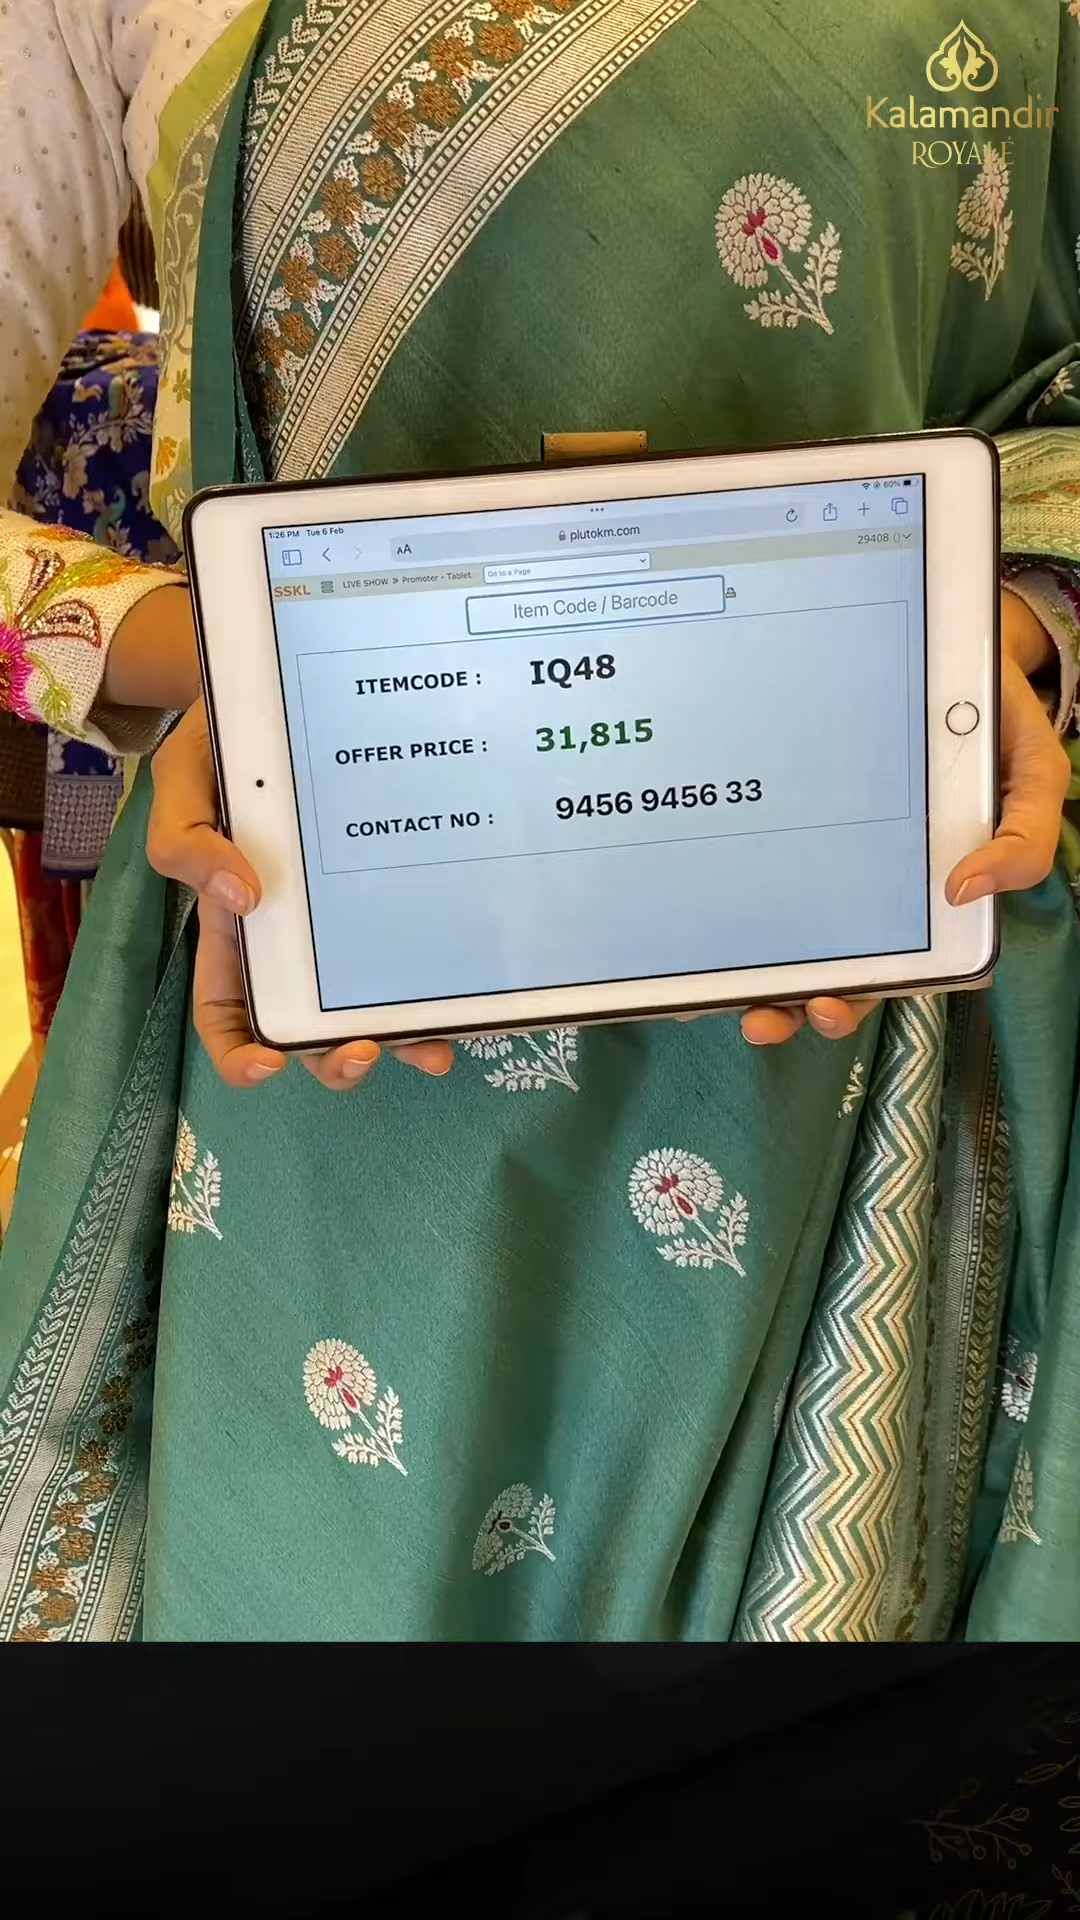 Kalamandir
ROYALÉ
1:26 PM Tue 6 Feb
60%
AA
plutokm.com
29408 ()
SSKL
LIVE SHOW » Promoter - Tablet
Go to a Page
Item Code / Barcode
ITEMCODE : IQ48
OFFER PRICE : 31,815
CONTACT NO : 9456 9456 33